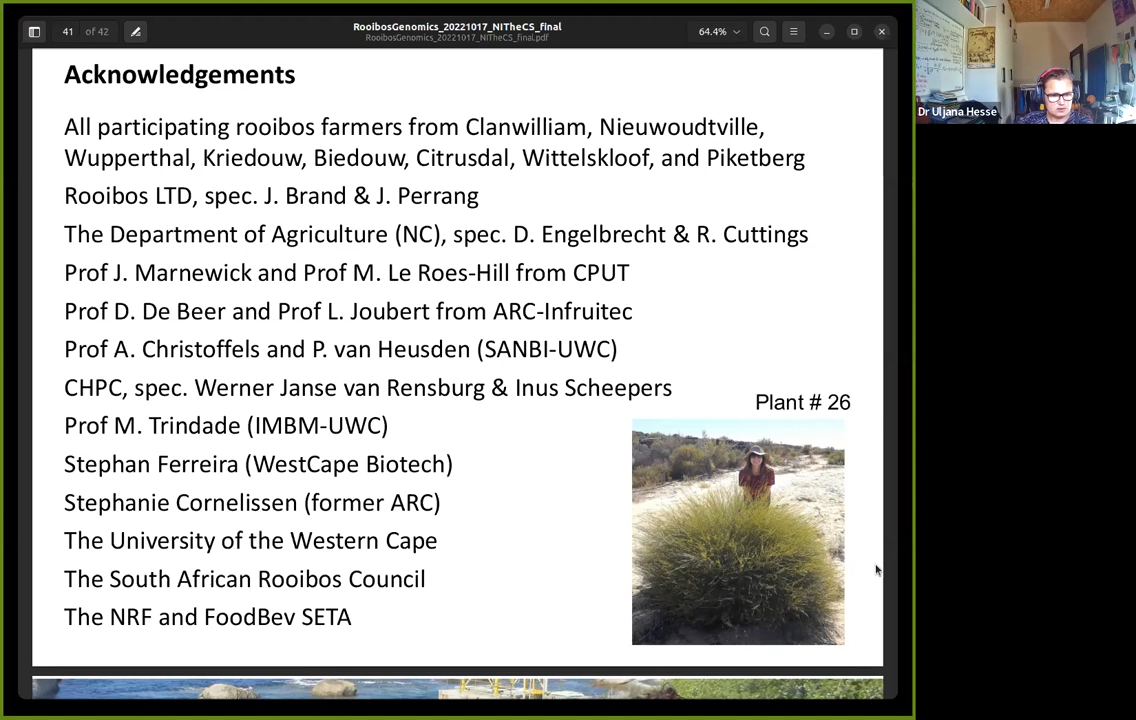 41 of 42
RooibosGenomics_20221017_NITheCS_final
RooibosGenomics_20221017_NITheCS_final.pdf
64.4%
Dr Uljana Hesse
Acknowledgements
All participating rooibos farmers from Clanwilliam, Nieuwoudtville,
Wupperthal, Kriedouw, Biedouw, Citrusdal, Wittelskloof, and Piketberg
Rooibos LTD, spec. J. Brand & J. Perrang
The Department of Agriculture (NC), spec. D. Engelbrecht & R. Cuttings
Prof J. Marnewick and Prof M. Le Roes-Hill from CPUT
Prof D. De Beer and Prof L. Joubert from ARC-Infruitec
Prof A. Christoffels and P. van Heusden (SANBI-UWC)
CHPC, spec. Werner Janse van Rensburg & Inus Scheepers
Plant # 26
Prof M. Trindade (IMBM-UWC)
Stephan Ferreira (WestCape Biotech)
Stephanie Cornelissen (former ARC)
The University of the Western Cape
The South African Rooibos Council
The NRF and FoodBev SETA